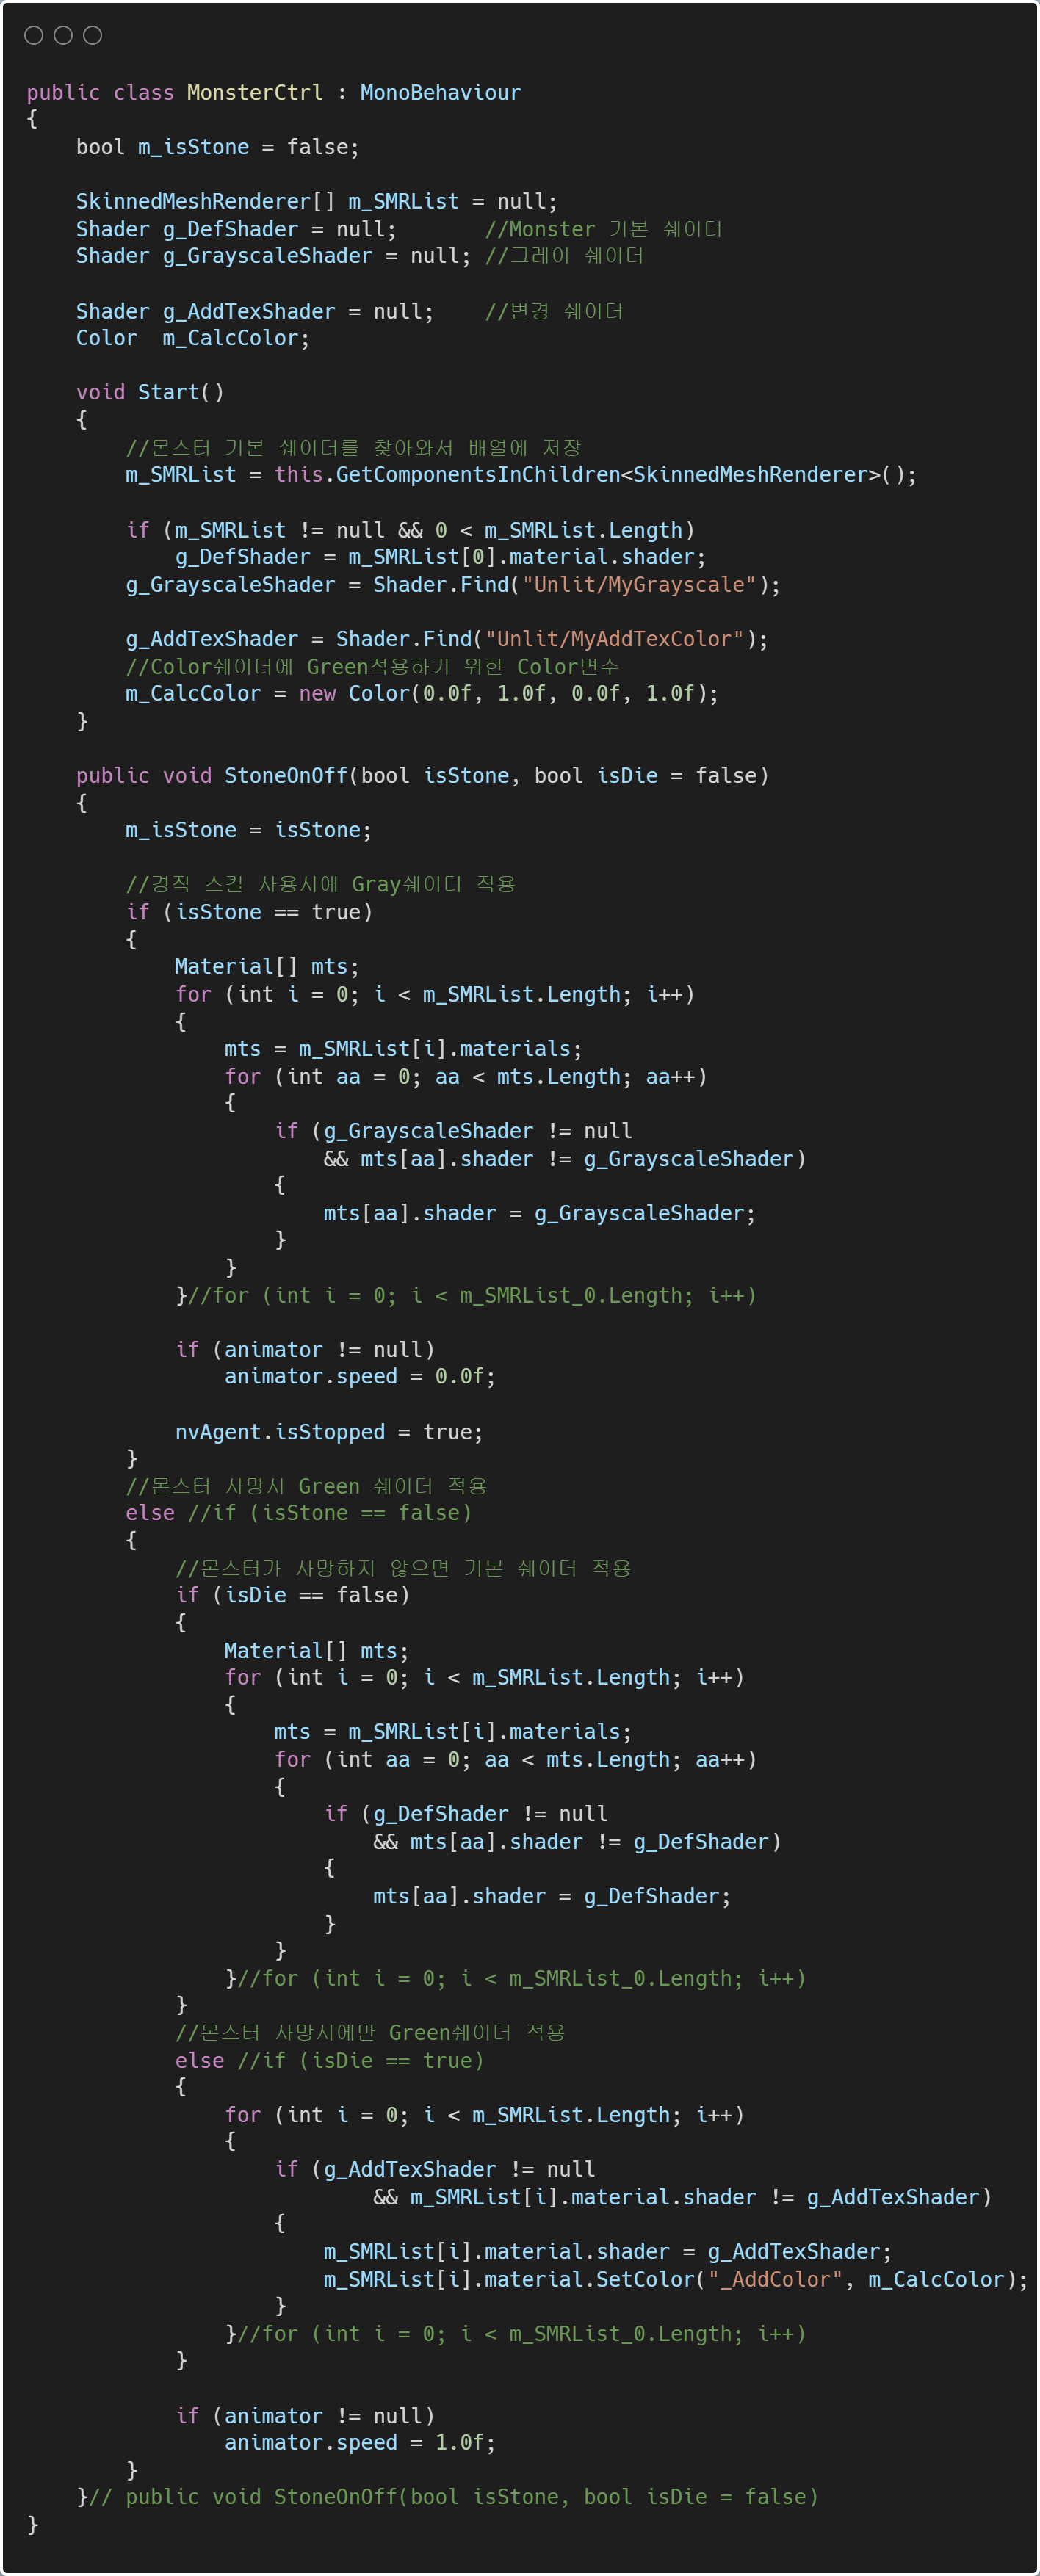 public class MonsterCtrl : MonoBehaviour
{
    bool m_isStone = false;

    SkinnedMeshRenderer[] m_SMRList = null;
    Shader g_DefShader = null;       //Monster 기본 쉐이더
    Shader g_GrayscaleShader = null; //그레이 쉐이더

    Shader g_AddTexShader = null;    //변경 쉐이더
    Color  m_CalcColor;

    void Start()
    {
        //몬스터 기본 쉐이더를 찾아와서 배열에 저장
        m_SMRList = this.GetComponentsInChildren<SkinnedMeshRenderer>();

        if (m_SMRList != null && 0 < m_SMRList.Length)
            g_DefShader = m_SMRList[0].material.shader;
        g_GrayscaleShader = Shader.Find("Unlit/MyGrayscale");

        g_AddTexShader = Shader.Find("Unlit/MyAddTexColor");
        //Color쉐이더에 Green적용하기 위한 Color변수
        m_CalcColor = new Color(0.0f, 1.0f, 0.0f, 1.0f);
    }

    public void StoneOnOff(bool isStone, bool isDie = false)
    {
        m_isStone = isStone;

        //경직 스킬 사용시에 Gray쉐이더 적용
        if (isStone == true)
        {
            Material[] mts;
            for (int i = 0; i < m_SMRList.Length; i++)
            {
                mts = m_SMRList[i].materials;
                for (int aa = 0; aa < mts.Length; aa++)
                {
                    if (g_GrayscaleShader != null
                        && mts[aa].shader != g_GrayscaleShader)
                    {
                        mts[aa].shader = g_GrayscaleShader;
                    }
                }
            }//for (int i = 0; i < m_SMRList_0.Length; i++)

            if (animator != null)
                animator.speed = 0.0f;

            nvAgent.isStopped = true;
        }
        //몬스터 사망시 Green 쉐이더 적용
        else //if (isStone == false)
        {
            //몬스터가 사망하지 않으면 기본 쉐이더 적용
            if (isDie == false)
            {
                Material[] mts;
                for (int i = 0; i < m_SMRList.Length; i++)
                {
                    mts = m_SMRList[i].materials;
                    for (int aa = 0; aa < mts.Length; aa++)
                    {
                        if (g_DefShader != null
                            && mts[aa].shader != g_DefShader)
                        {
                            mts[aa].shader = g_DefShader;
                        }
                    }
                }//for (int i = 0; i < m_SMRList_0.Length; i++)
            }
            //몬스터 사망시에만 Green쉐이더 적용
            else //if (isDie == true)
            {
                for (int i = 0; i < m_SMRList.Length; i++)
                {
                    if (g_AddTexShader != null
                            && m_SMRList[i].material.shader != g_AddTexShader)
                    {
                        m_SMRList[i].material.shader = g_AddTexShader;
                        m_SMRList[i].material.SetColor("_AddColor", m_CalcColor);
                    }
                }//for (int i = 0; i < m_SMRList_0.Length; i++)
            }

            if (animator != null)
                animator.speed = 1.0f;
        }
    }// public void StoneOnOff(bool isStone, bool isDie = false)
}